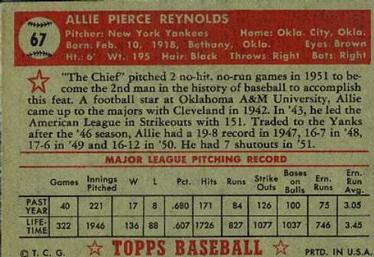 67
ALLIE PIERCE REYNOLDS
Pitcher: New York Yankees Home: Okla. City, Okla.
Born: Feb. 10, 1918, Bethany, Okla. Eyes: Brown
Ht.: 6' Wt: 195 Hair: Black Throws: Right Bats: Right
"The Chief" pitched 2 no-hit, no-run games in 1951 to be-
come the 2nd man in the history of baseball to accomplish
this feat. A football star at Oklahoma A&M University, Allie
came up to the majors with Cleveland in 1942. In '43, he led
the American League in Strikeouts with 151. Traded to the Yanks
after the '46 season, Allie had a 19-8 record in 1947, 16-7 in '48,
17-6 in '49 and 16-12 in '50. He had 7 shutouts in '51.
MAJOR LEAGUE PITCHING RECORD
Games Innings Pitched W L Pct. Hits Runs Strike Outs Bases on Balls Ern. Runs Ern. Run Avg.
PAST YEAR 40 221 17 8 .680 171 84 126 100 75 3.05
LIFE-TIME 322 1946 138 8 .607 1726 827 1077 1037 746 3.45
© T. C. G. TOPPS BASEBALL PRTD. IN U.S.A.